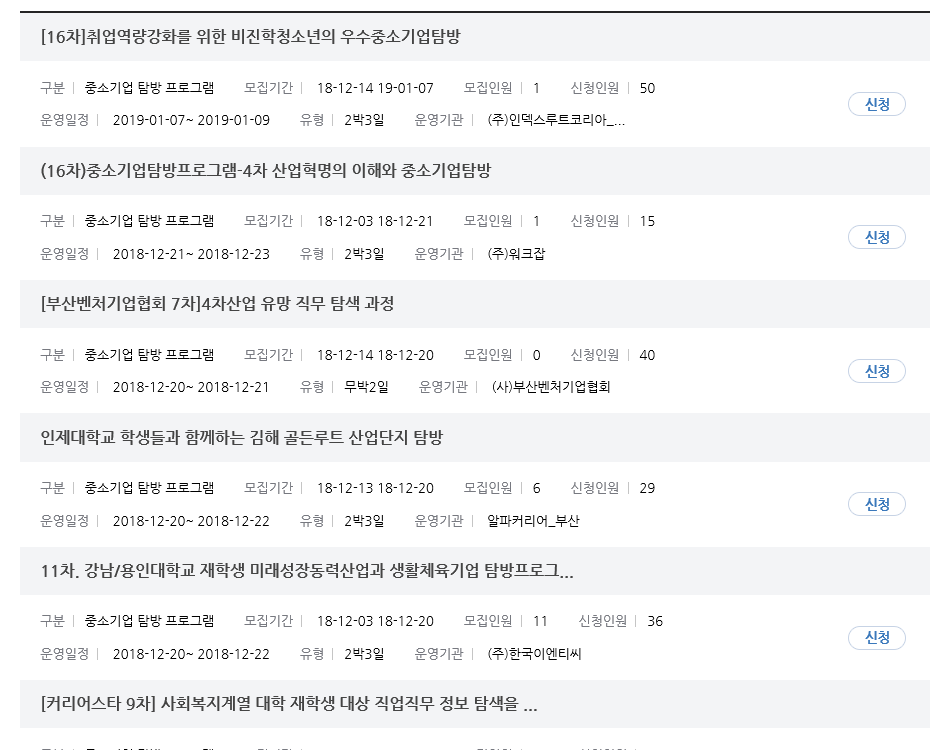 [16차]취업역량강화를 위한 비진학청소년의 우수중소기업탐방
구분 중소기업 탐방 프로그램 모집기간 18-12-14 19-01-07 모집인원 1 신청인원 50
신청
운영일정 2019-01-07~ 2019-01-09 유형 2박3일 운영기관 (주)인덱스루트코리아_...
(16차)중소기업탐방프로그램-4차 산업혁명의 이해와 중소기업탐방
구분 중소기업 탐방 프로그램 모집기간 18-12-03 18-12-21 모집인원 1 신청인원 15
신청
운영일정 2018-12-21~ 2018-12-23 유형 2박3일 운영기관 (주)워크잡
[부산벤처기업협회 7차]4차산업 유망 직무 탐색 과정
구분 중소기업 탐방 프로그램 모집기간 18-12-14 18-12-20 모집인원 0 신청인원 40
신청
운영일정 2018-12-20~ 2018-12-21 유형 무박2일 운영기관 (사)부산벤처기업협회
인제대학교 학생들과 함께하는 김해 골든루트 산업단지 탐방
구분 중소기업 탐방 프로그램 모집기간 18-12-13 18-12-20 모집인원 6 신청인원 29
신청
운영일정 2018-12-20~ 2018-12-22 유형 2박3일 운영기관 알파커리어_부산
11차. 강남/용인대학교 재학생 미래성장동력산업과 생활체육기업 탐방프로그...
구분 중소기업 탐방 프로그램 모집기간 18-12-03 18-12-20 모집인원 11 신청인원 36
신청
운영일정 2018-12-20~ 2018-12-22 유형 2박3일 운영기관 (주)한국이엔티씨
[커리어스타 9차] 사회복지계열 대학 재학생 대상 직업직무 정보 탐색을 ...